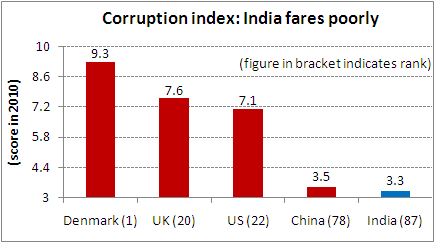 Corruption index: India fares poorly
(figure in bracket indicates rank)
(score in 2010)
10
8.6
7.2
5.8
4.4
3
9.3
7.6
7.1
3.5
3.3
Denmark (1) UK (20) US (22) China (78) India (87)